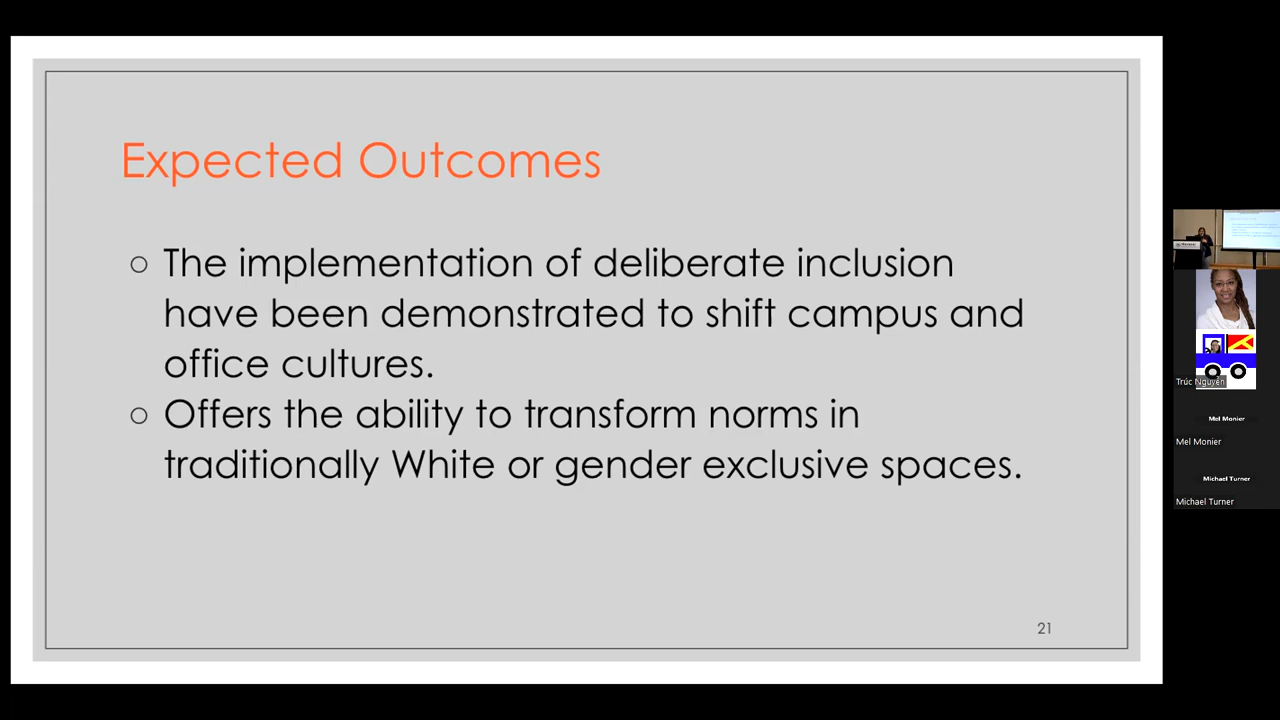 Expected Outcomes
○ The implementation of deliberate inclusion
have been demonstrated to shift campus and
office cultures.
○ Offers the ability to transform norms in
traditionally White or gender exclusive spaces.
21
Trúc Nguyễn
Mel Monier
Mel Monier
Michael Turner
Michael Turner